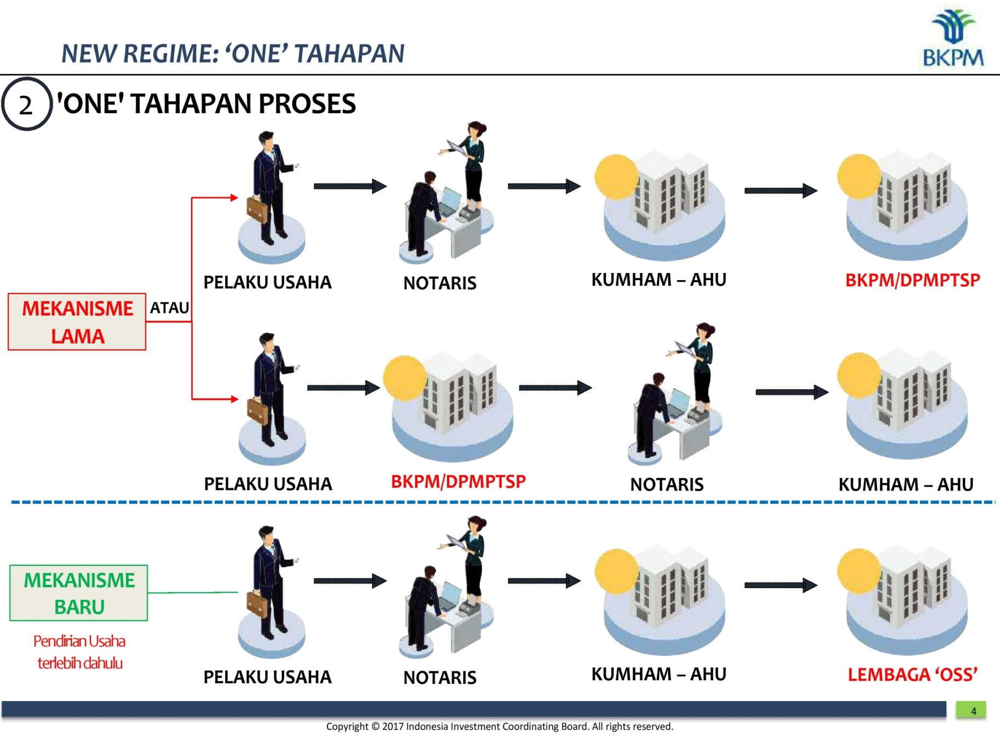 NEW REGIME: ‘ONE’ TAHAPAN
BKPM
2
'ONE' TAHAPAN PROSES
PELAKU USAHA
NOTARIS
KUMHAM – AHU
BKPM/DPMPTSP
MEKANISME
LAMA
ATAU
PELAKU USAHA
BKPM/DPMPTSP
NOTARIS
KUMHAM – AHU
MEKANISME
BARU
Pendirian Usaha
terlebih dahulu
PELAKU USAHA
NOTARIS
KUMHAM – AHU
LEMBAGA ‘OSS’
4
Copyright © 2017 Indonesia Investment Coordinating Board. All rights reserved.